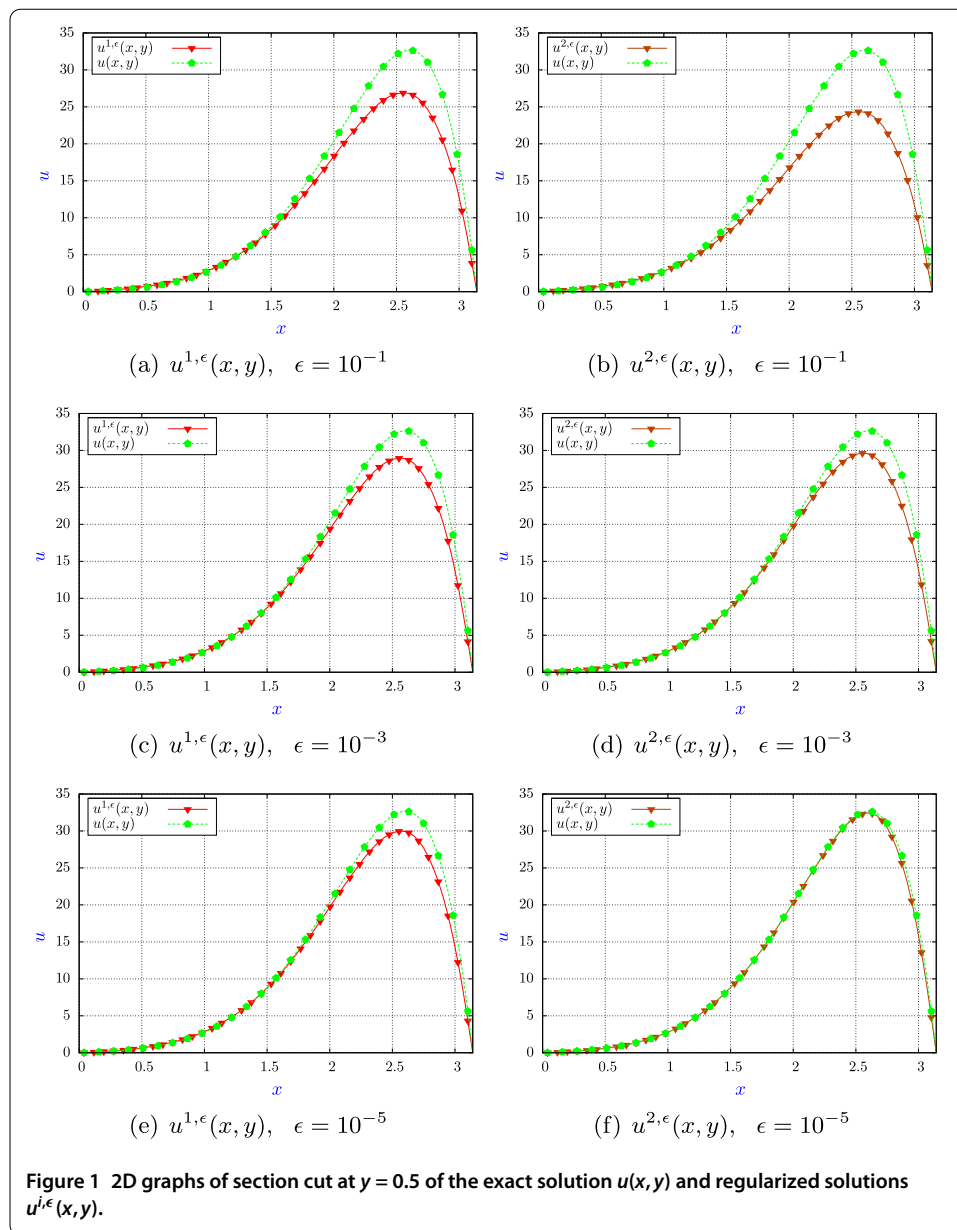 u^{1,ϵ}(x, y)
u(x, y)
35
30
25
20
15
10
5
0
u
0 0.5 1 1.5 2 2.5 3
x
(a) u^{1,ϵ}(x, y), ϵ = 10^{-1}
u^{2,ϵ}(x, y)
u(x, y)
35
30
25
20
15
10
5
0
u
0 0.5 1 1.5 2 2.5 3
x
(b) u^{2,ϵ}(x, y), ϵ = 10^{-1}
u^{1,ϵ}(x, y)
u(x, y)
35
30
25
20
15
10
5
0
u
0 0.5 1 1.5 2 2.5 3
x
(c) u^{1,ϵ}(x, y), ϵ = 10^{-3}
u^{2,ϵ}(x, y)
u(x, y)
35
30
25
20
15
10
5
0
u
0 0.5 1 1.5 2 2.5 3
x
(d) u^{2,ϵ}(x, y), ϵ = 10^{-3}
u^{1,ϵ}(x, y)
u(x, y)
35
30
25
20
15
10
5
0
u
0 0.5 1 1.5 2 2.5 3
x
(e) u^{1,ϵ}(x, y), ϵ = 10^{-5}
u^{2,ϵ}(x, y)
u(x, y)
35
30
25
20
15
10
5
0
u
0 0.5 1 1.5 2 2.5 3
x
(f) u^{2,ϵ}(x, y), ϵ = 10^{-5}
Figure 1 2D graphs of section cut at y = 0.5 of the exact solution u(x, y) and regularized solutions
u^{i,ϵ}(x, y).